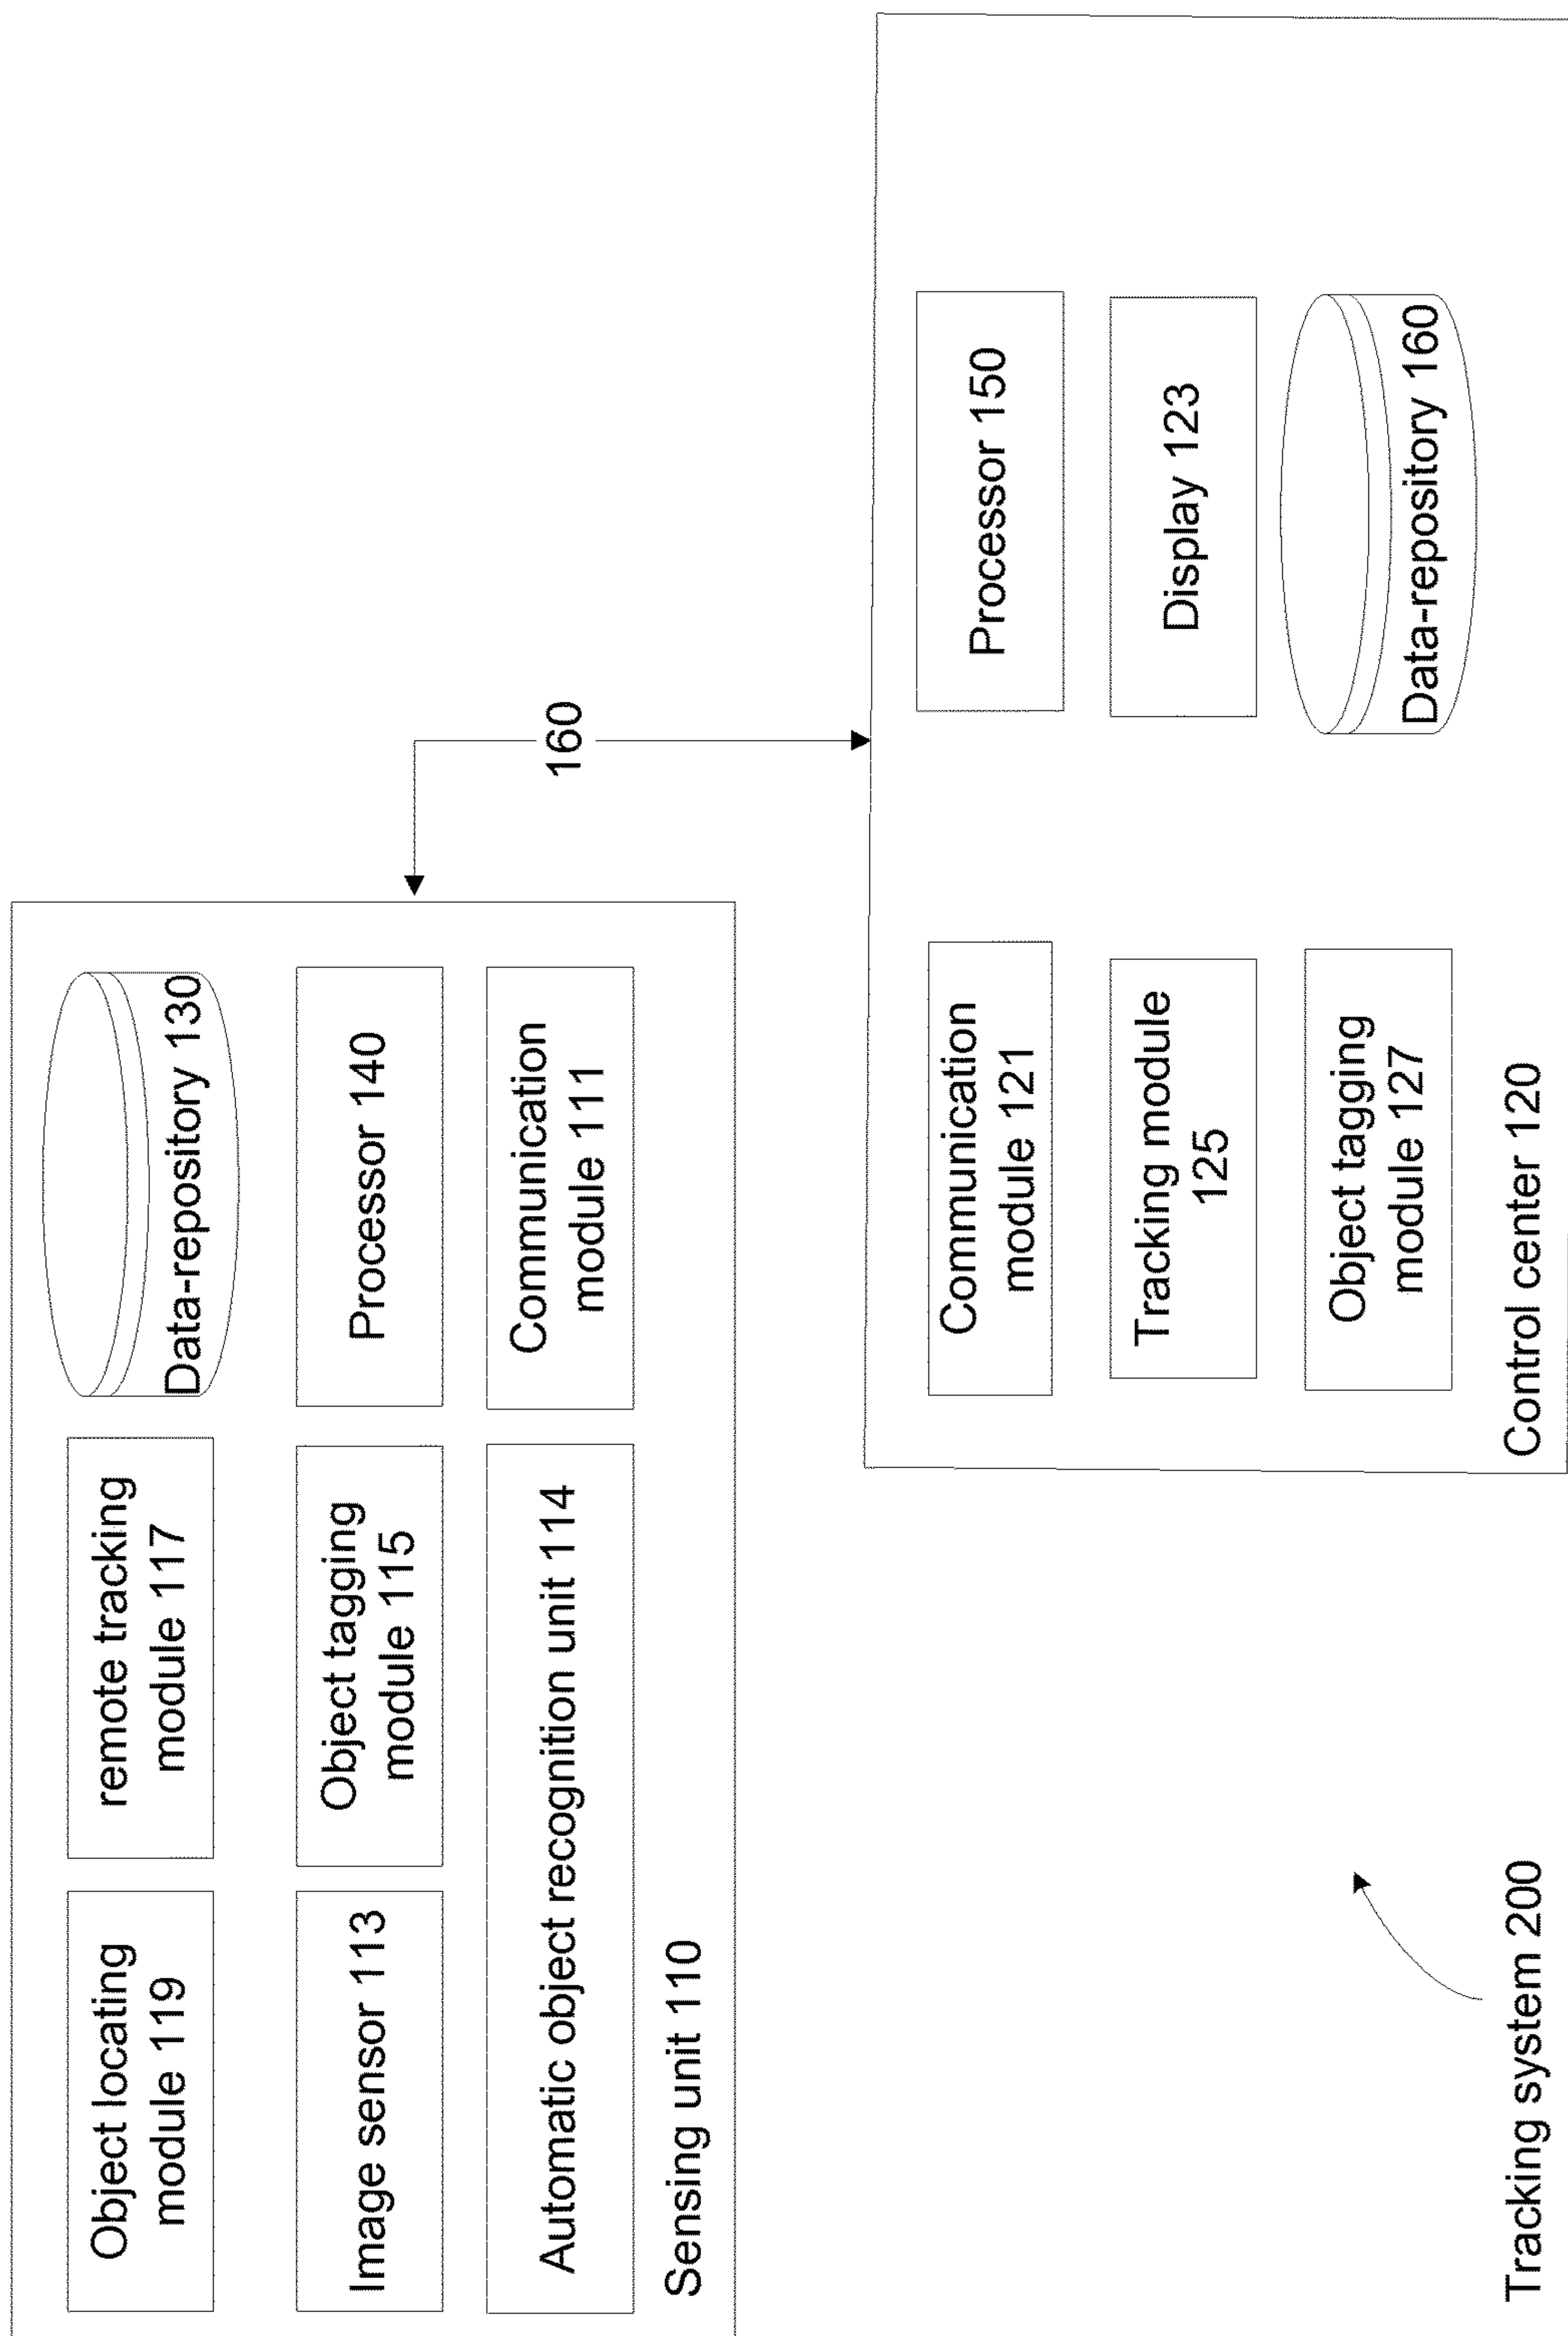 Object locating
module 119
remote tracking
module 117
Data-repository 130
Image sensor 113
Object tagging
module 115
Processor 140
Automatic object recognition unit 114
Communication
module 111
Sensing unit 110
160
Communication
module 121
Processor 150
Tracking module
125
Display 123
Object tagging
module 127
Data-repository 160
Control center 120
Tracking system 200